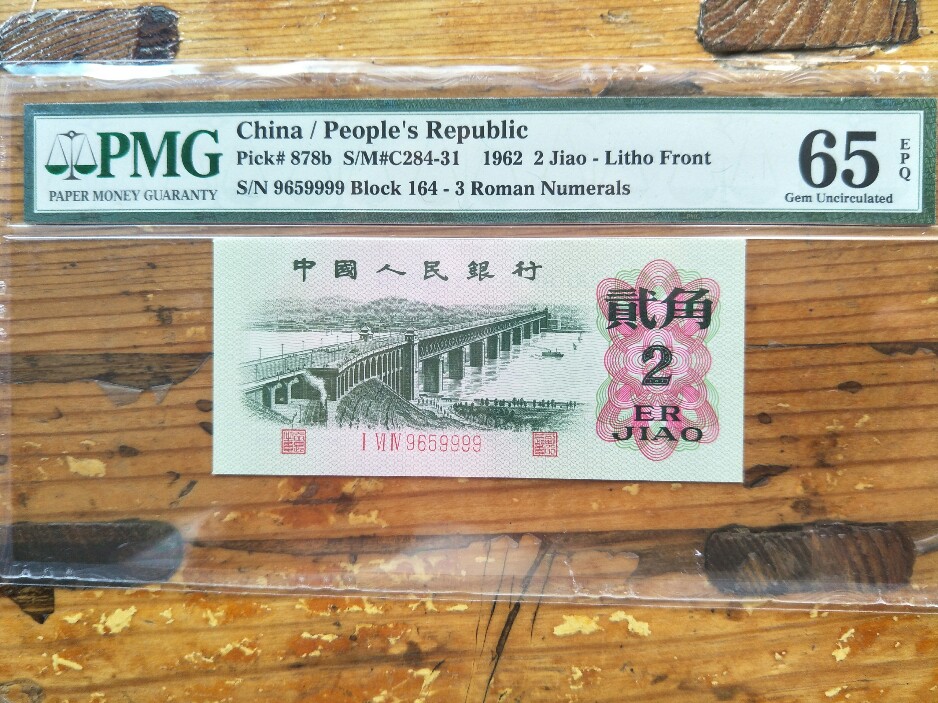 PMG
PAPER MONEY GUARANTY
China / People's Republic
Pick# 878b S/M#C284-31 1962 2 Jiao - Litho Front
S/N 9659999 Block 164 - 3 Roman Numerals
65
EPQ
Gem Uncirculated
中國人民銀行
貳角
2
ER
JIAO
I VI IV 9659999